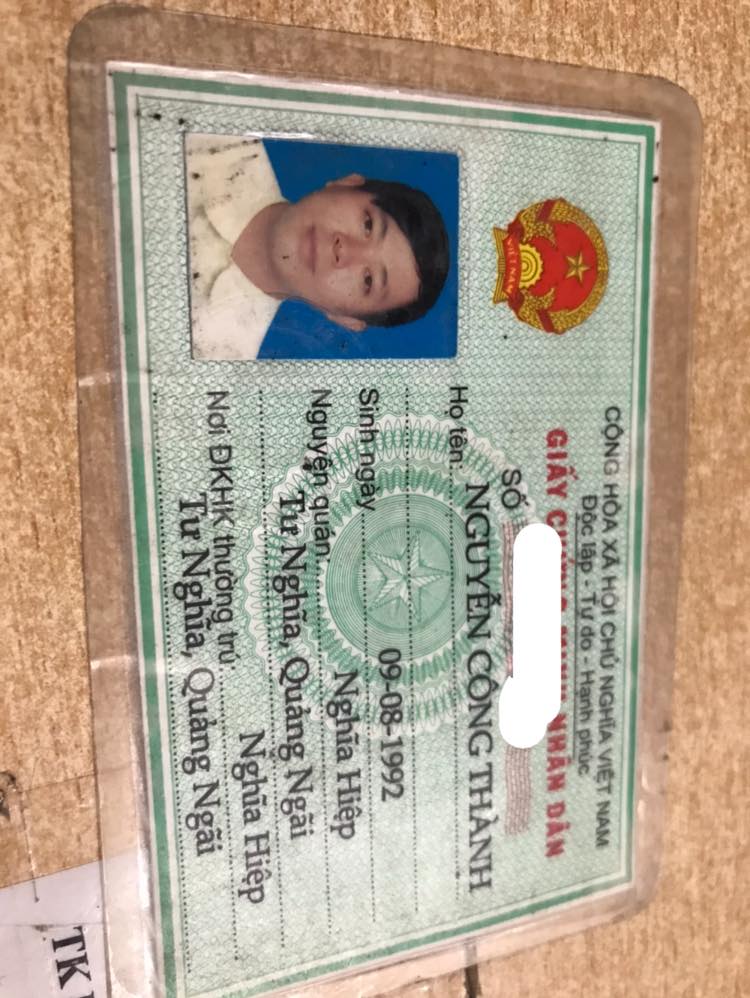 CỘNG HÒA XÃ HỘI CHỦ NGHĨA VIỆT NAM
Độc lập - Tự do - Hạnh phúc
GIẤY CHỨNG MINH NHÂN DÂN
SỐ
Họ tên: NGUYỄN CÔNG THÀNH
Sinh ngày 09-08-1992
Nguyên quán: Nghĩa Hiệp
Tư Nghĩa, Quảng Ngãi
Nơi ĐKHK thường trú Nghĩa Hiệp
Tư Nghĩa, Quảng Ngãi
VIỆT NAM
TK